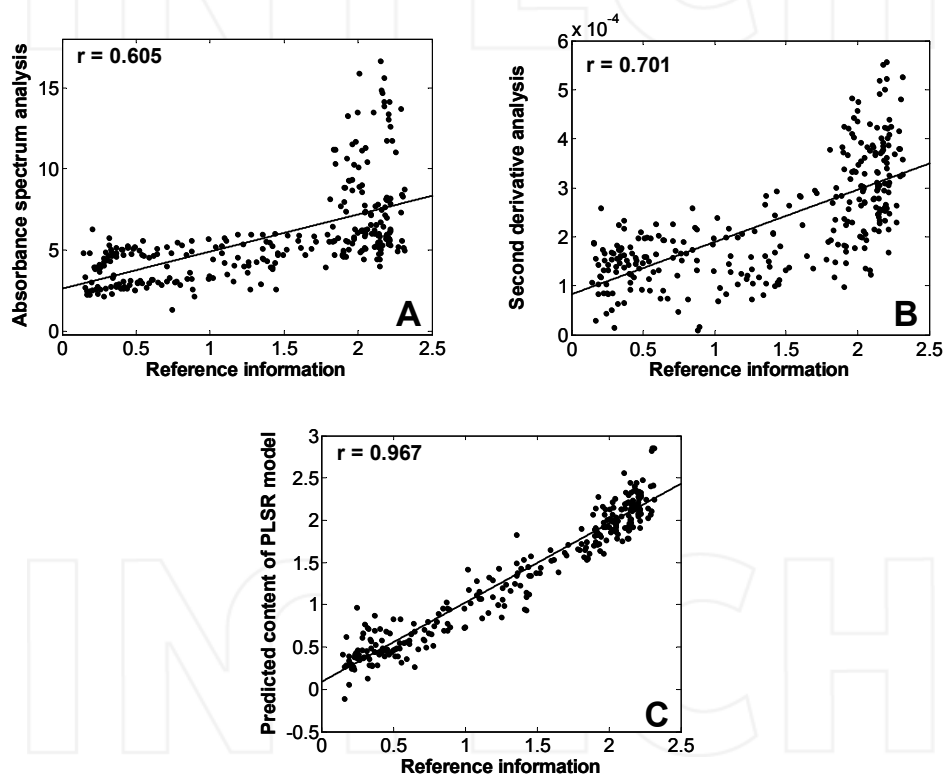 r = 0.605
Absorbance spectrum analysis
15
10
5
0
0 0.5 1 1.5 2 2.5
Reference information
A
x 10⁻⁴
r = 0.701
Second derivative analysis
6
5
4
3
2
1
0
0 0.5 1 1.5 2 2.5
Reference information
B
r = 0.967
Predicted content of PLSR model
3
2.5
2
1.5
1
0.5
0
-0.5
0 0.5 1 1.5 2 2.5
Reference information
C
INTECH
INTECH